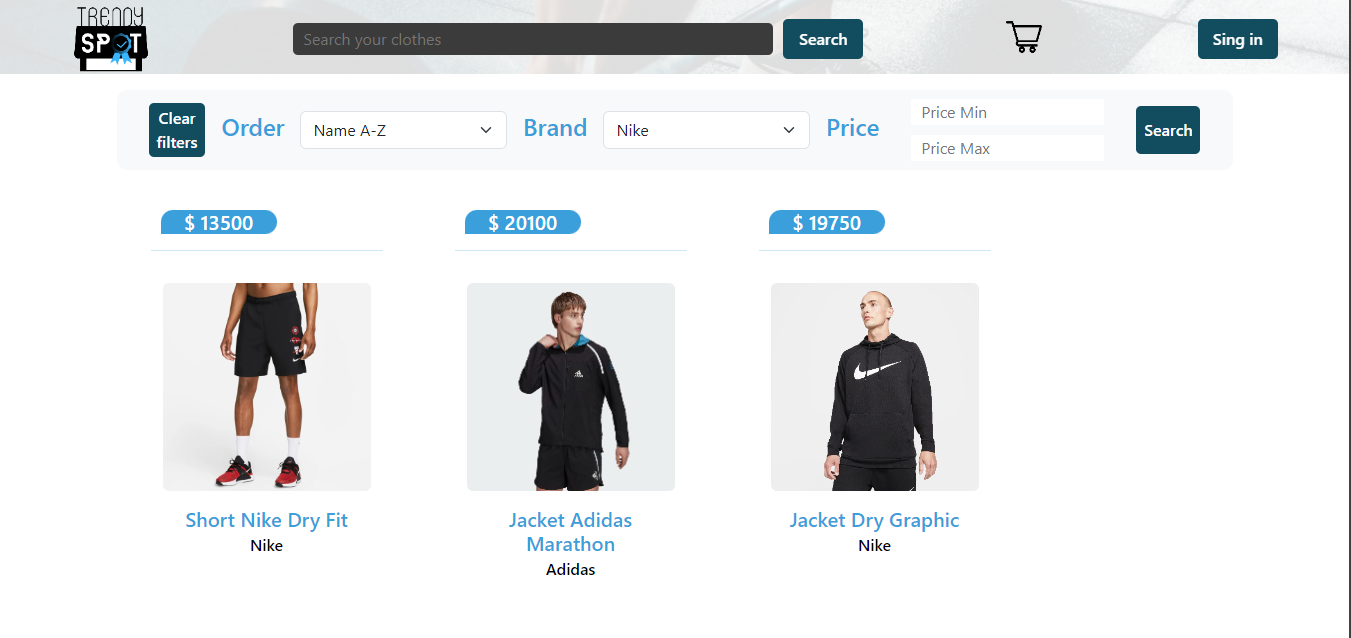 TRENDY
SPOT
Search your clothes
Search
Sing in
Clear
filters
Order
Name A-Z
Brand
Nike
Price
Price Min
Price Max
Search
$ 13500
$ 20100
$ 19750
Short Nike Dry Fit
Nike
Jacket Adidas
Marathon
Adidas
Jacket Dry Graphic
Nike